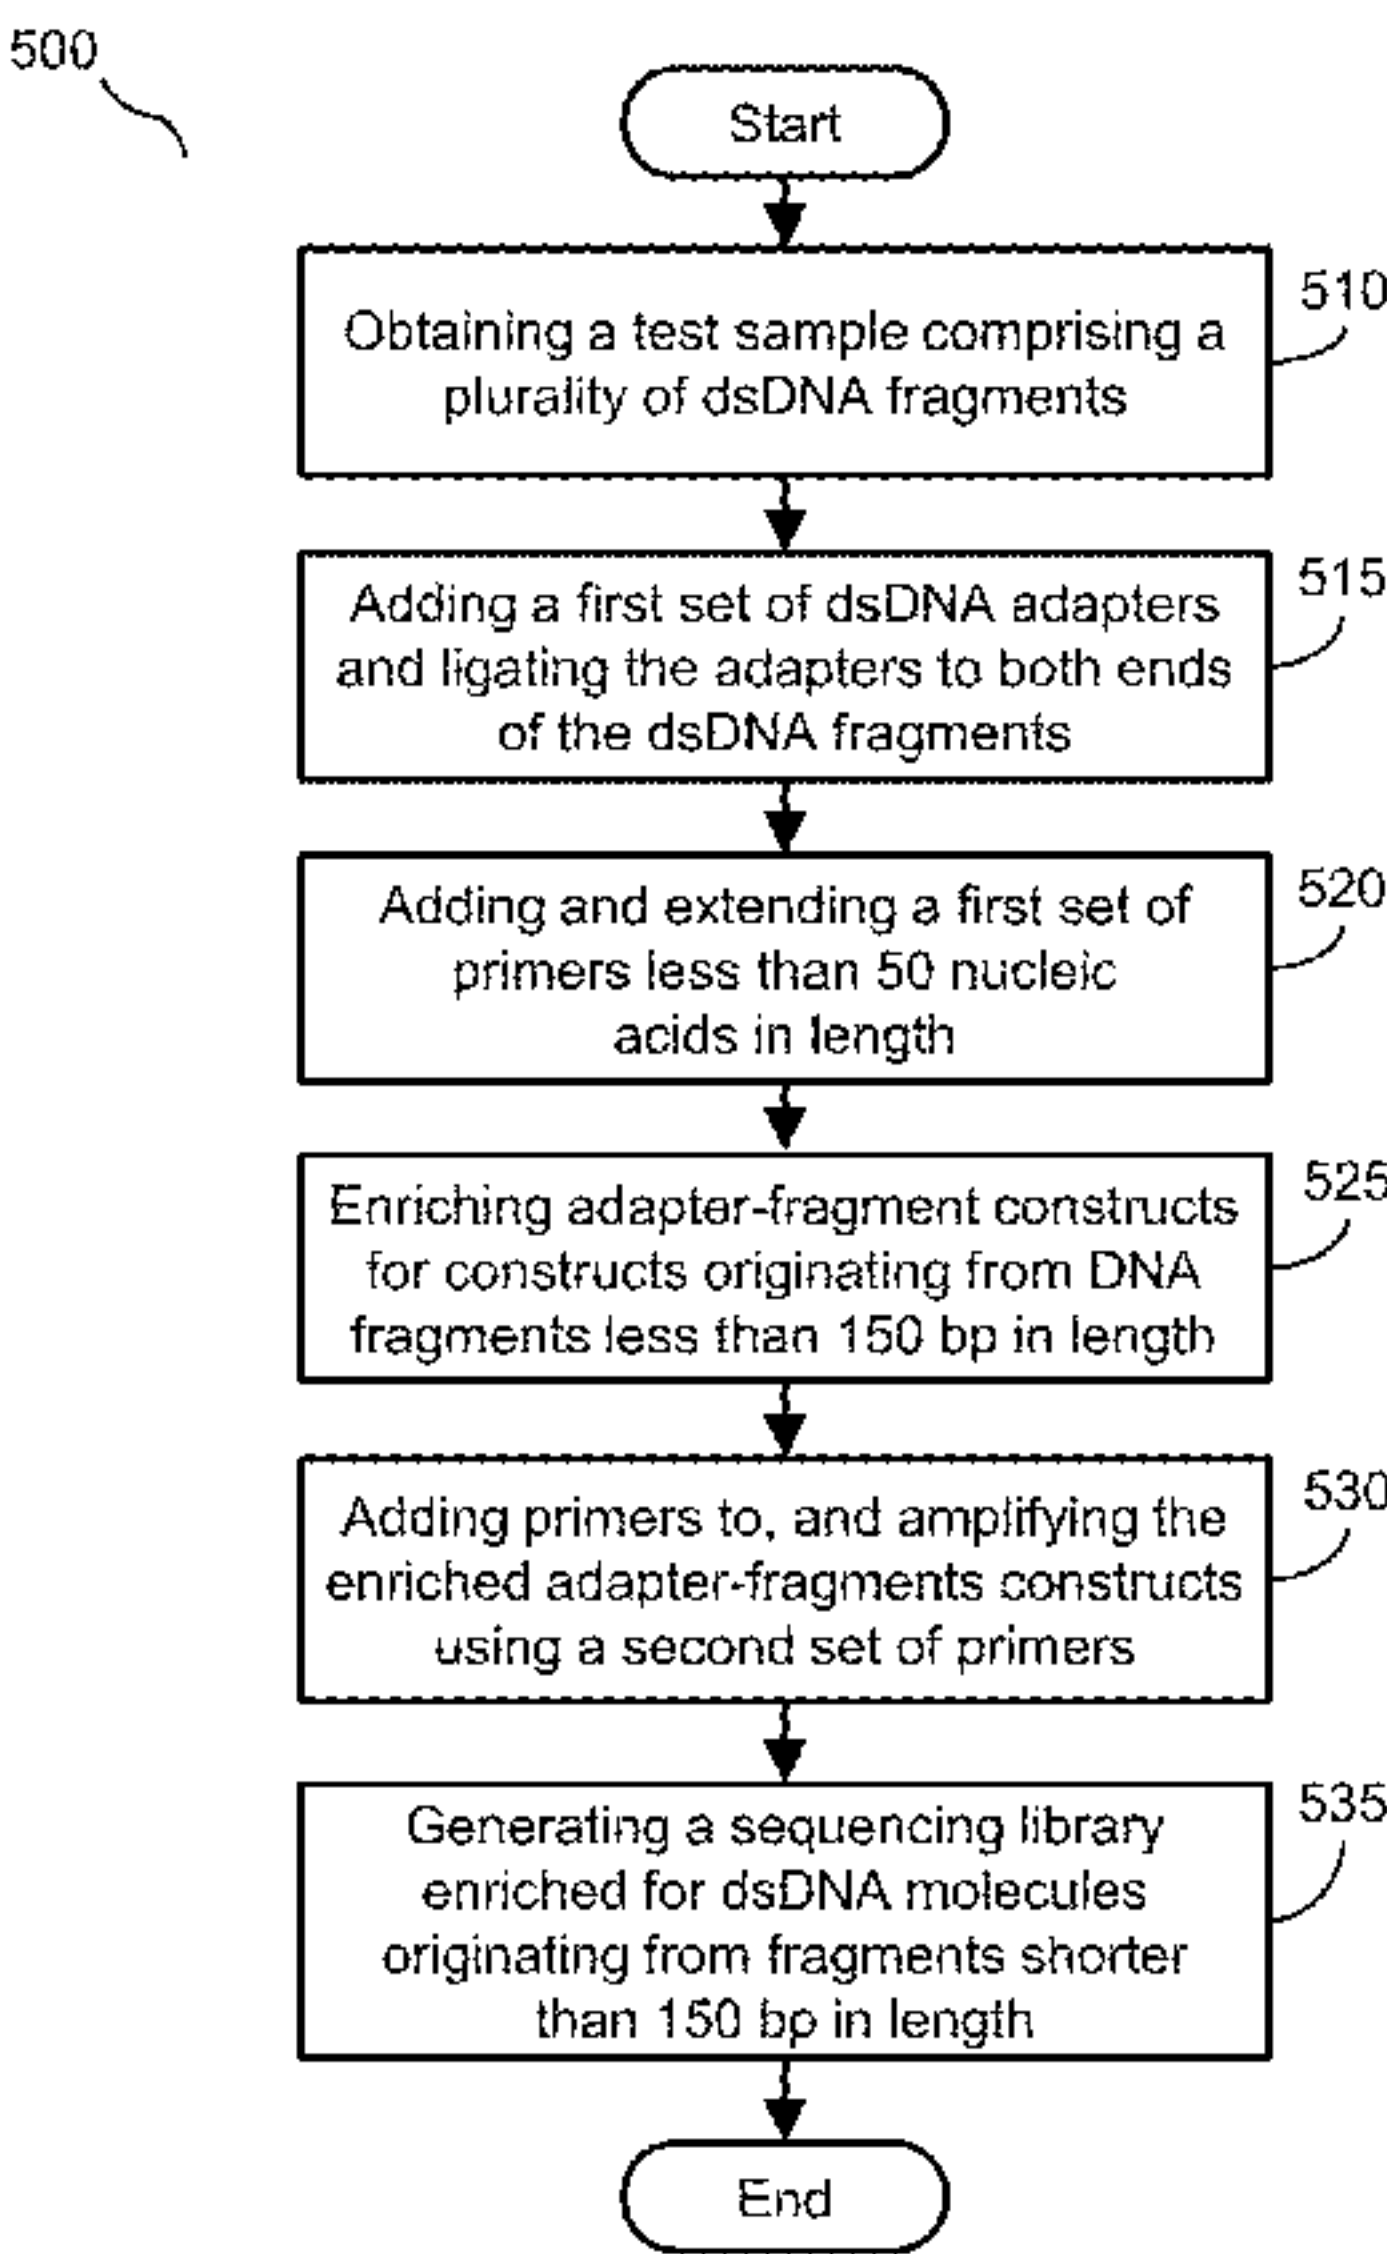 500
Start
510
Obtaining a test sample comprising a
plurality of dsDNA fragments
515
Adding a first set of dsDNA adapters
and ligating the adapters to both ends
of the dsDNA fragments
520
Adding and extending a first set of
primers less than 50 nucleic
acids in length
525
Enriching adapter-fragment constructs
for constructs originating from DNA
fragments less than 150 bp in length
530
Adding primers to, and amplifying the
enriched adapter-fragments constructs
using a second set of primers
535
Generating a sequencing library
enriched for dsDNA molecules
originating from fragments shorter
than 150 bp in length
End